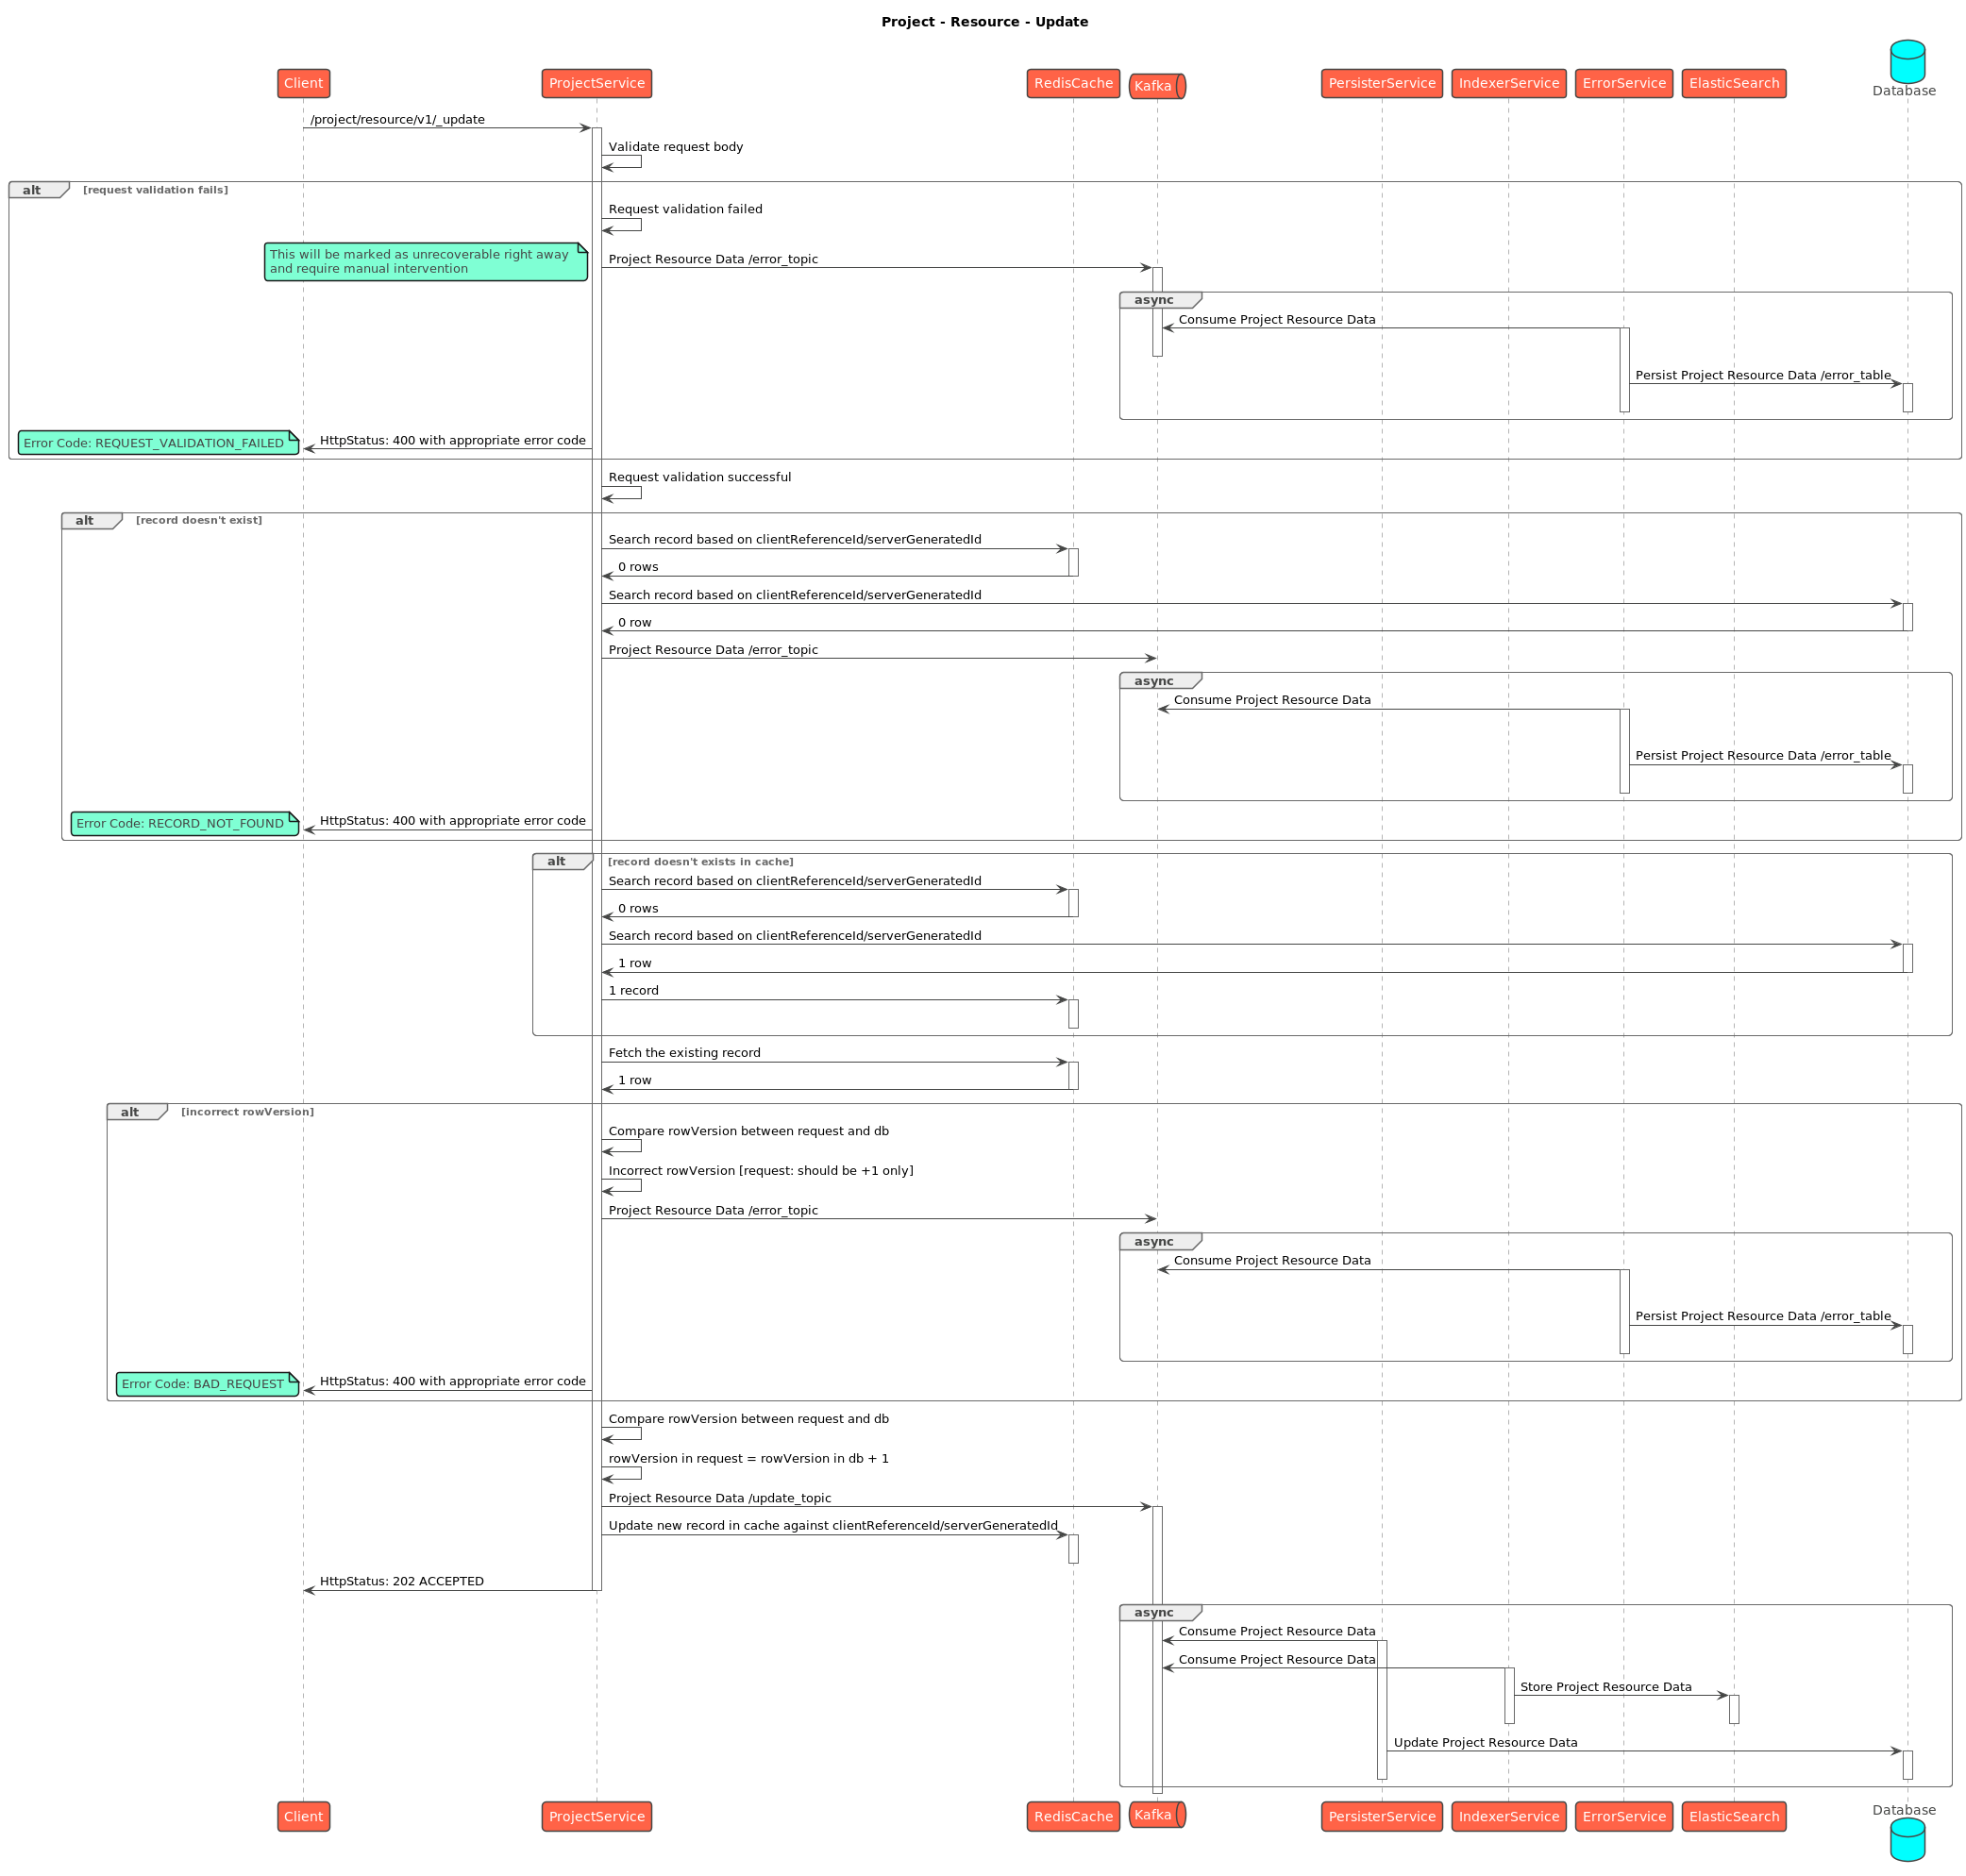 Project - Resource - Update
Client
ProjectService
RedisCache
Kafka
PersisterService
IndexerService
ErrorService
ElasticSearch
Database
/project/resource/v1/_update
Validate request body
alt
[request validation fails]
Request validation failed
This will be marked as unrecoverable right away
and require manual intervention
Project Resource Data /error_topic
async
Consume Project Resource Data
Persist Project Resource Data /error_table
Error Code: REQUEST_VALIDATION_FAILED
HttpStatus: 400 with appropriate error code
Request validation successful
alt
[record doesn't exist]
Search record based on clientReferenceId/serverGeneratedId
0 rows
Search record based on clientReferenceId/serverGeneratedId
0 row
Project Resource Data /error_topic
async
Consume Project Resource Data
Persist Project Resource Data /error_table
Error Code: RECORD_NOT_FOUND
HttpStatus: 400 with appropriate error code
alt
[record doesn't exists in cache]
Search record based on clientReferenceId/serverGeneratedId
0 rows
Search record based on clientReferenceId/serverGeneratedId
1 row
1 record
Fetch the existing record
1 row
alt
[incorrect rowVersion]
Compare rowVersion between request and db
Incorrect rowVersion [request: should be +1 only]
Project Resource Data /error_topic
async
Consume Project Resource Data
Persist Project Resource Data /error_table
Error Code: BAD_REQUEST
HttpStatus: 400 with appropriate error code
Compare rowVersion between request and db
rowVersion in request = rowVersion in db + 1
Project Resource Data /update_topic
Update new record in cache against clientReferenceId/serverGeneratedId
HttpStatus: 202 ACCEPTED
async
Consume Project Resource Data
Consume Project Resource Data
Store Project Resource Data
Update Project Resource Data
Client
ProjectService
RedisCache
Kafka
PersisterService
IndexerService
ErrorService
ElasticSearch
Database